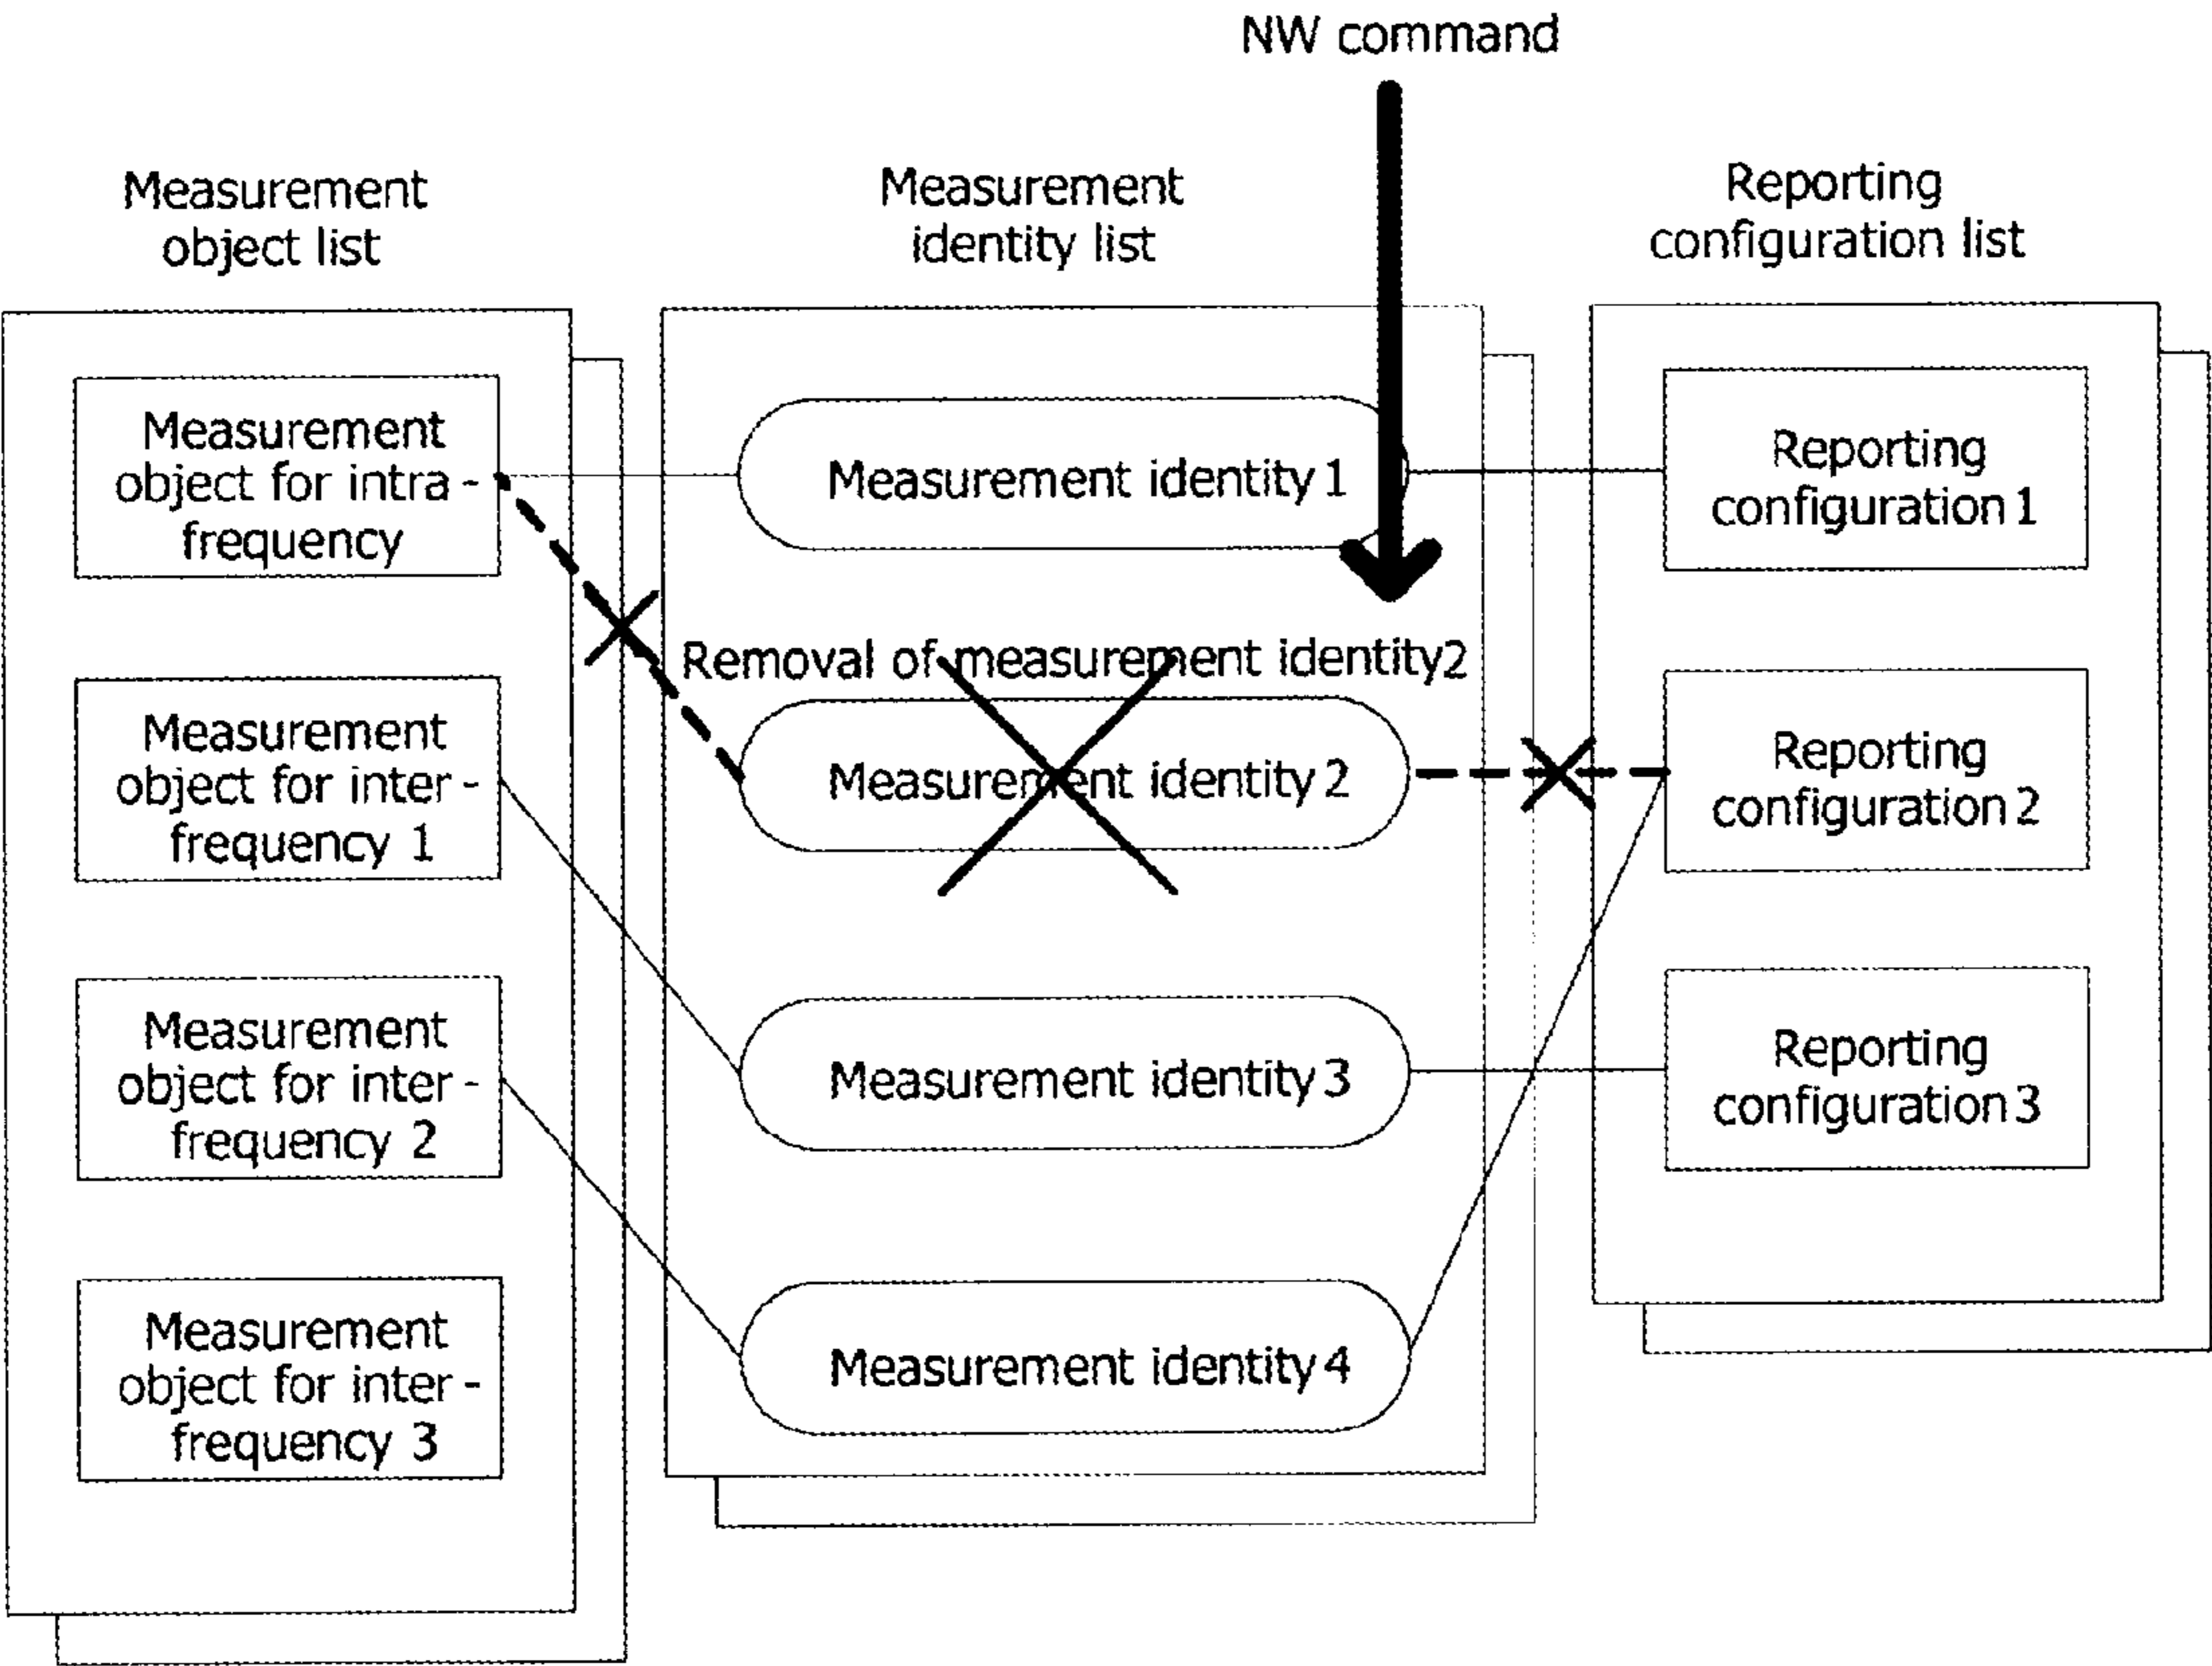 NW command
Measurement
object list
Measurement
identity list
Reporting
configuration list
Measurement
object for intra -
frequency
Measurement identity 1
Reporting
configuration 1
Removal of measurement identity2
Measurement
object for inter -
frequency 1
Measurement identity 2
Reporting
configuration 2
Measurement
object for inter -
frequency 2
Measurement identity 3
Reporting
configuration 3
Measurement
object for inter -
frequency 3
Measurement identity 4